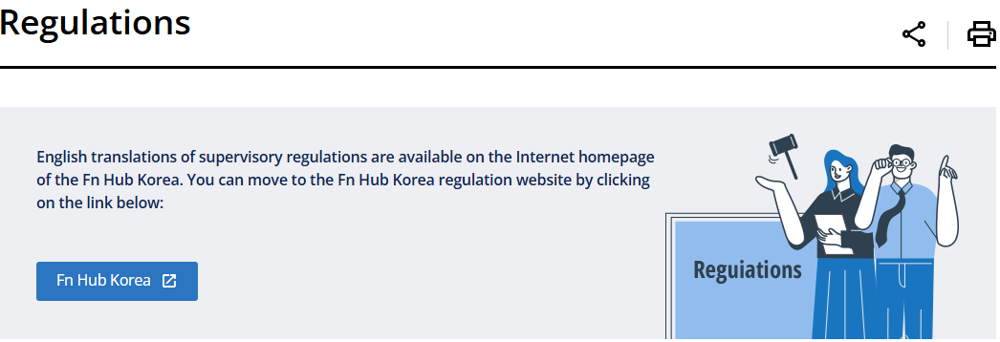 Regulations
English translations of supervisory regulations are available on the Internet homepage
of the Fn Hub Korea. You can move to the Fn Hub Korea regulation website by clicking
on the link below:
Fn Hub Korea
Reguiations